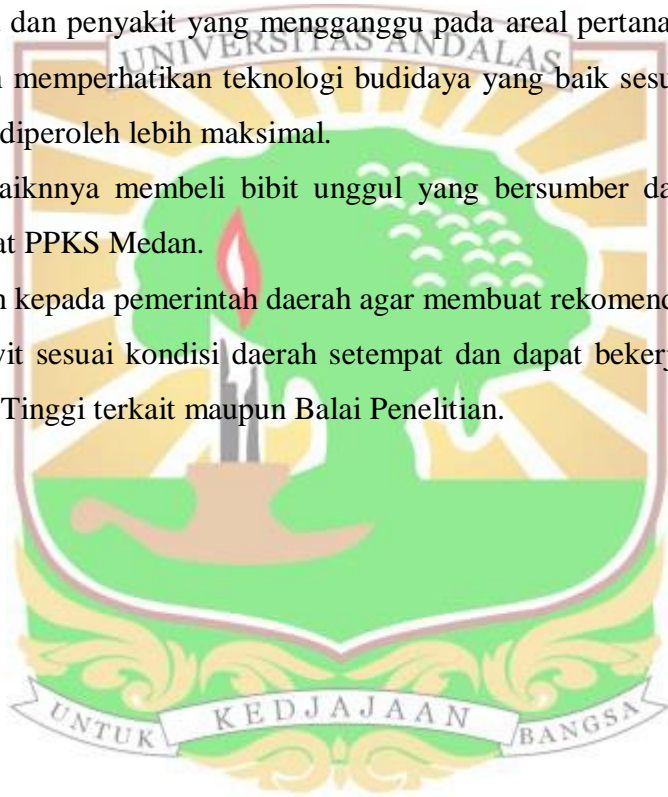 dan penyakit yang mengganggu pada areal pertana
UNIVERSITAS ANDALAS
memperhatikan teknologi budidaya yang baik sesu
diperoleh lebih maksimal.
aiknnya membeli bibit unggul yang bersumber da
at PPKS Medan.
kepada pemerintah daerah agar membuat rekomend
it sesuai kondisi daerah setempat dan dapat bekerj
Tinggi terkait maupun Balai Penelitian.
UNTUK KEDJAJAAN BANGSA